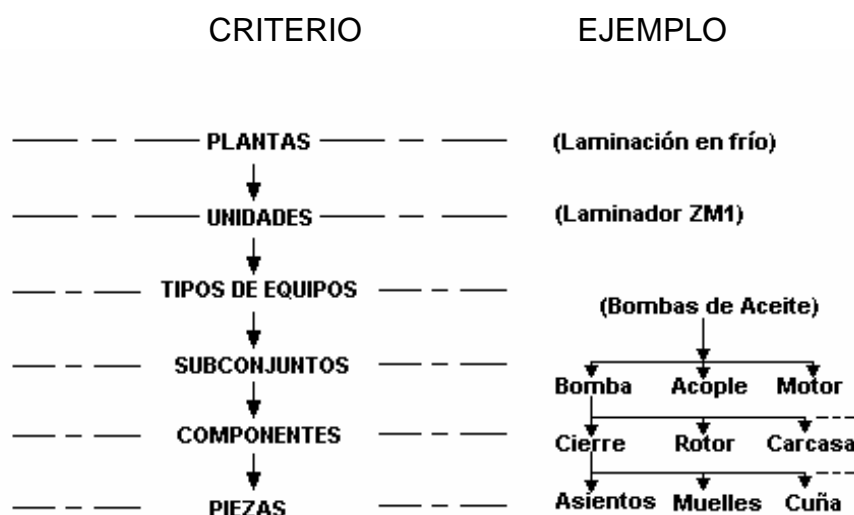 CRITERIO EJEMPLO
PLANTAS (Laminación en frío)
UNIDADES (Laminador ZM1)
TIPOS DE EQUIPOS
(Bombas de Aceite)
SUBCONJUNTOS
Bomba Acople Motor
COMPONENTES
Cierre Rotor Carcasa
PIEZAS
Asientos Muelles Cuña